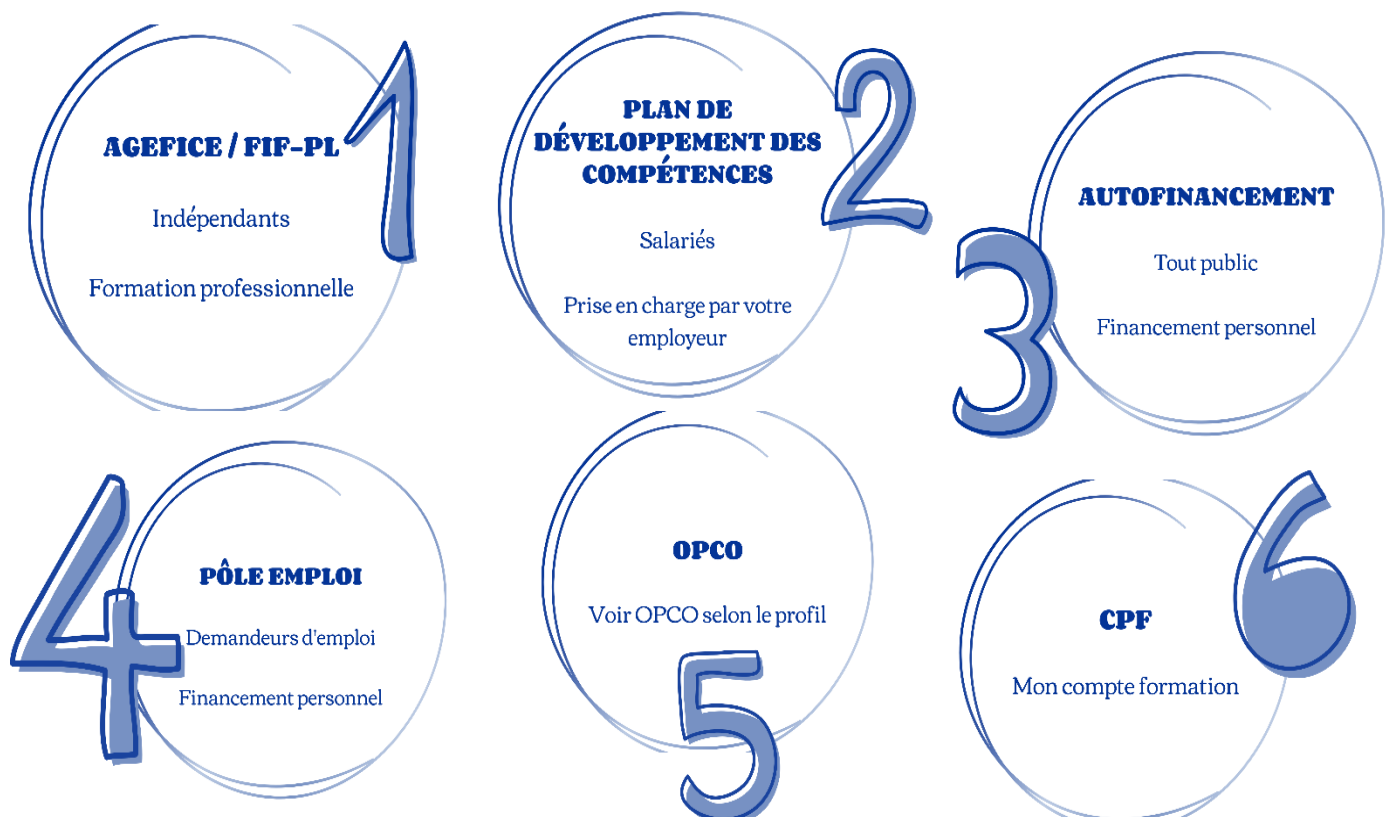 1
AGEFICE / FIF-PL
Indépendants
Formation professionnelle
2
PLAN DE
DÉVELOPPEMENT DES
COMPÉTENCES
Salariés
Prise en charge par votre
employeur
3
AUTOFINANCEMENT
Tout public
Financement personnel
4
PÔLE EMPLOI
Demandeurs d'emploi
Financement personnel
5
OPCO
Voir OPCO selon le profil
6
CPF
Mon compte formation